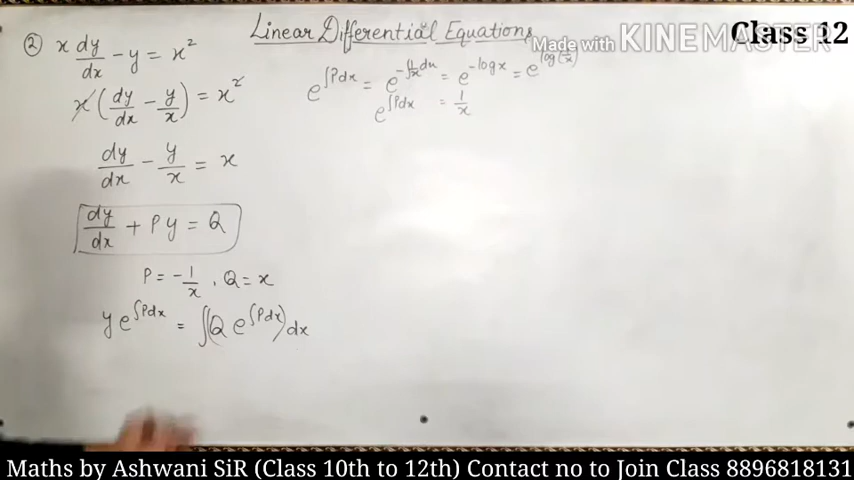 Linear Differential Equations
Made with KINEMASTER
Class 12
② x dy/dx - y = x²
x(dy/dx - y/x) = x²
dy/dx - y/x = x
dy/dx + Py = Q
P = -1/x , Q = x
y e^∫Pdx = ∫(Q e^∫Pdx) dx
e^∫Pdx = e^-∫1/x dx = e^-log x = e^log(1/x)
e^∫Pdx = 1/x
Maths by Ashwani SiR (Class 10th to 12th) Contact no to Join Class 8896818131